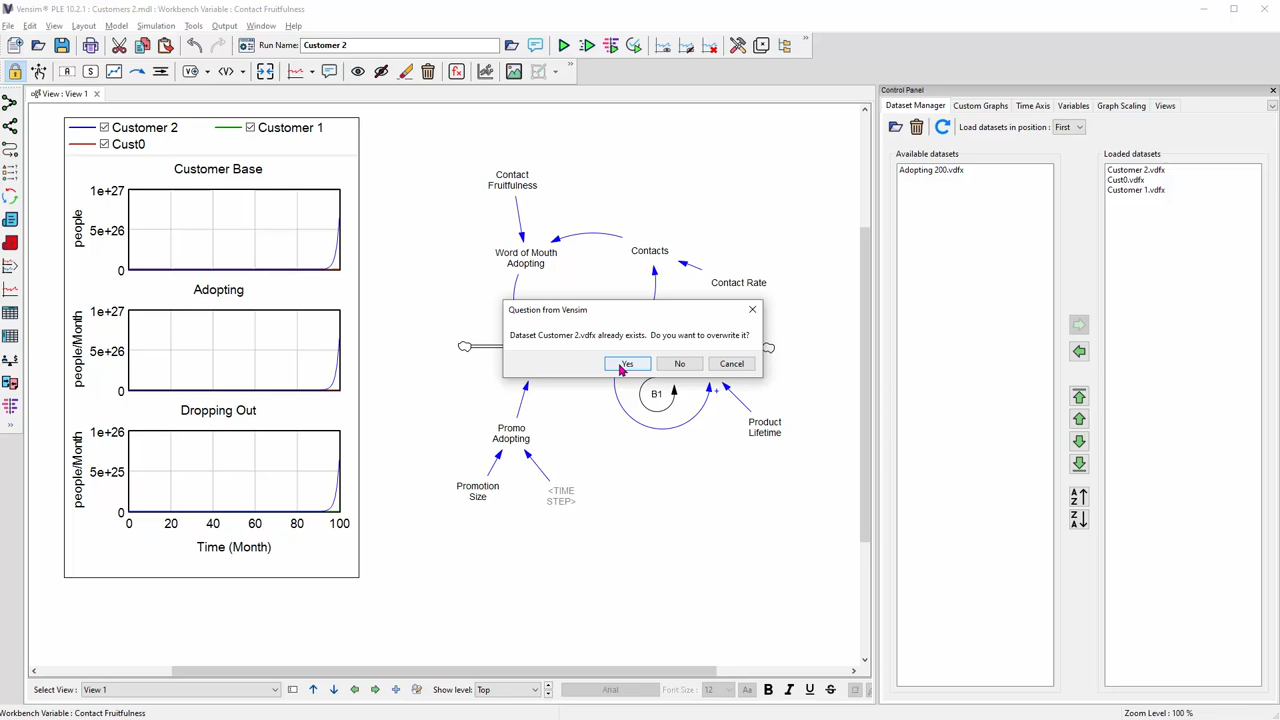 Vensim® PLE 10.2.1 : Customers 2.mdl : Workbench Variable : Contact Fruitfulness
File Edit View Layout Model Simulation Tools Output Window Help
Run Name: Customer 2
View : View 1
Customer 2 Customer 1
Cust0
Customer Base
1e+27
people
5e+26
0
Adopting
1e+27
people/Month
5e+26
0
Dropping Out
1e+26
people/Month
5e+25
0
0 20 40 60 80 100
Time (Month)
Contact
Fruitfulness
Word of Mouth
Adopting
Contacts
Contact Rate
Question from Vensim
Dataset Customer 2.vdfx already exists. Do you want to overwrite it?
Yes No Cancel
B1
+
Product
Lifetime
Promo
Adopting
Promotion
Size
<TIME
STEP>
Control Panel
Dataset Manager Custom Graphs Time Axis Variables Graph Scaling Views
Load datasets in position : First
Available datasets
Adopting 200.vdfx
Loaded datasets
Customer 2.vdfx
Cust0.vdfx
Customer 1.vdfx
A
Z
Z
A
Select View : View 1 Show level: Top Arial Font Size : 12 Aa B I U S
Workbench Variable : Contact Fruitfulness Zoom Level : 100 %